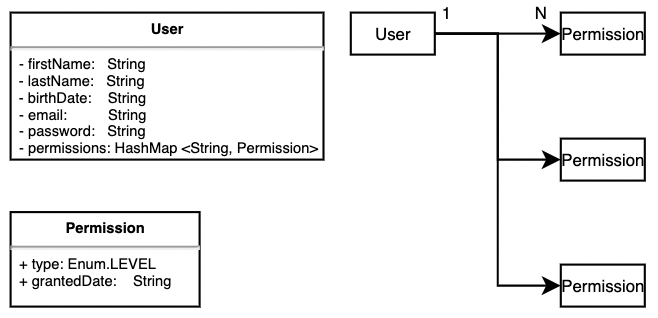 User
- firstName: String
- lastName: String
- birthDate: String
- email: String
- password: String
- permissions: HashMap <String, Permission>
Permission
+ type: Enum.LEVEL
+ grantedDate: String
User
1
N
Permission
Permission
Permission